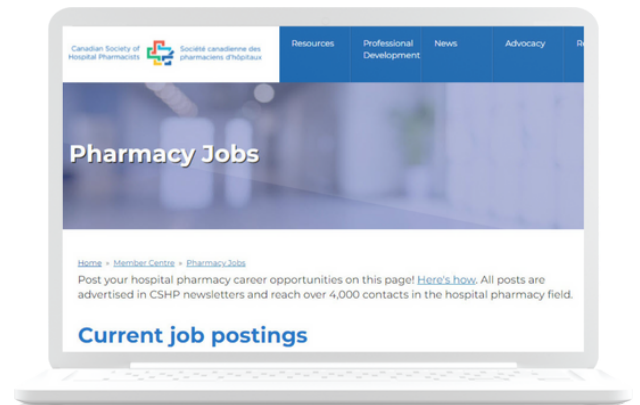 Canadian Society of
Hospital Pharmacists
Société canadienne des
pharmaciens d'hôpitaux
Resources
Professional
Development
News
Advocacy
Pharmacy Jobs
Home » Member Centre » Pharmacy Jobs
Post your hospital pharmacy career opportunities on this page! Here's how. All posts are
advertised in CSHP newsletters and reach over 4,000 contacts in the hospital pharmacy field.
Current job postings